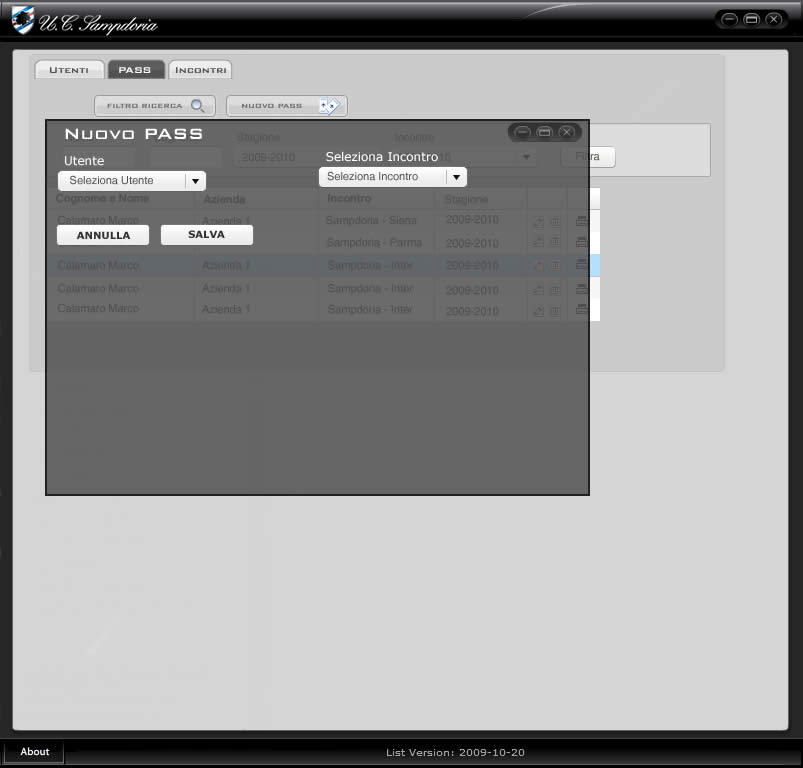 U.C. Sampdoria
UTENTI PASS INCONTRI
FILTRO RICERCA NUOVO PASS
Nuovo PASS
Stagione Incontro
Utente Seleziona Incontro
2009-2010 Filtra
Seleziona Utente Seleziona Incontro
Cognome e Nome Azienda Incontro Stagione
Calamaro Marco Azienda 1 Sampdoria - Siena 2009-2010
ANNULLA SALVA
Sampdoria - Parma 2009-2010
Calamaro Marco Azienda 1 Sampdoria - Inter 2009-2010
Calamaro Marco Azienda 1 Sampdoria - Inter 2009-2010
Calamaro Marco Azienda 1 Sampdoria - Inter 2009-2010
About List Version: 2009-10-20